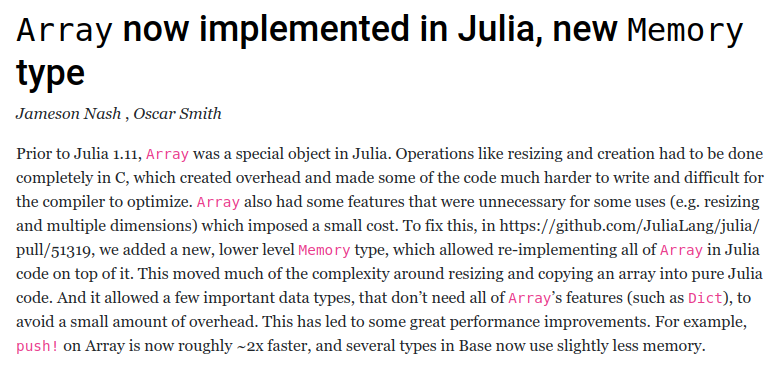 Array now implemented in Julia, new Memory
type
Jameson Nash , Oscar Smith
Prior to Julia 1.11, Array was a special object in Julia. Operations like resizing and creation had to be done
completely in C, which created overhead and made some of the code much harder to write and difficult for
the compiler to optimize. Array also had some features that were unnecessary for some uses (e.g. resizing
and multiple dimensions) which imposed a small cost. To fix this, in https://github.com/JuliaLang/julia/
pull/51319, we added a new, lower level Memory type, which allowed re-implementing all of Array in Julia
code on top of it. This moved much of the complexity around resizing and copying an array into pure Julia
code. And it allowed a few important data types, that don’t need all of Array’s features (such as Dict), to
avoid a small amount of overhead. This has led to some great performance improvements. For example,
push! on Array is now roughly ~2x faster, and several types in Base now use slightly less memory.